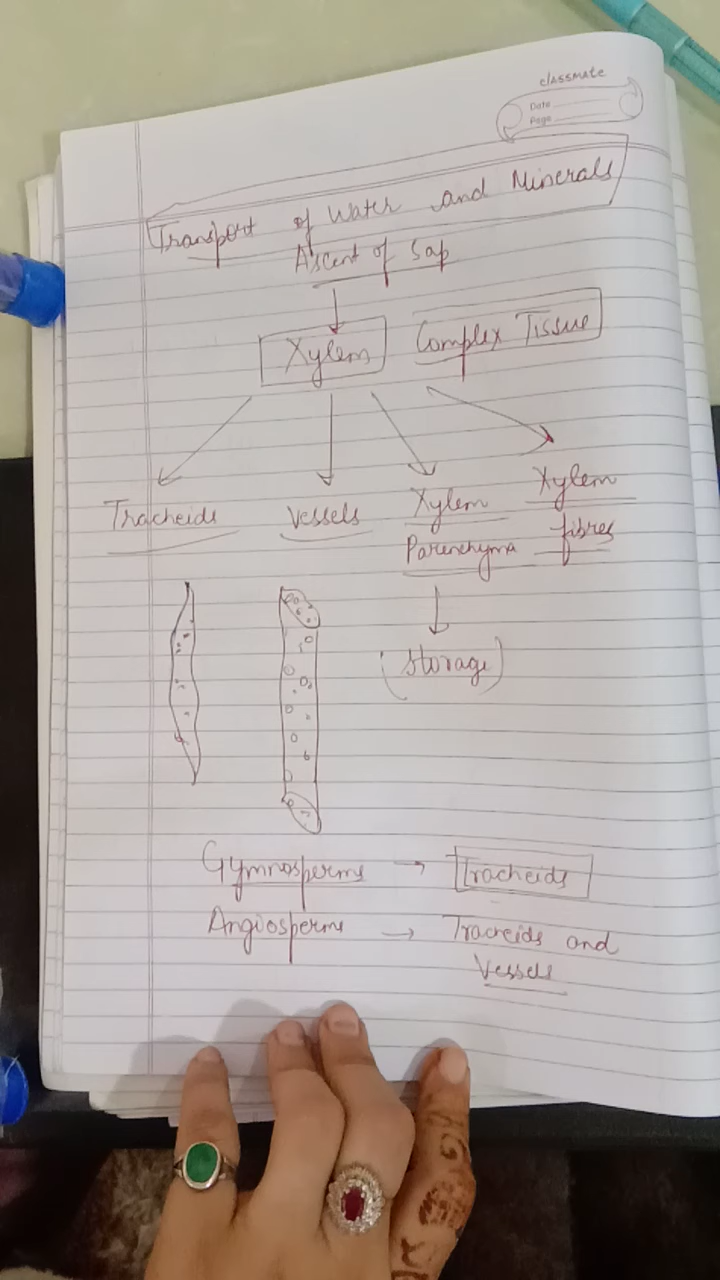 classmate
Date
Page
Transport of Water and Minerals
Ascent of Sap
Xylem Complex Tissue
Tracheids Vessels Xylem Parenchyma Xylem fibres
(Storage)
Gymnosperms → Tracheids
Angiosperms → Tracheids and
Vessels